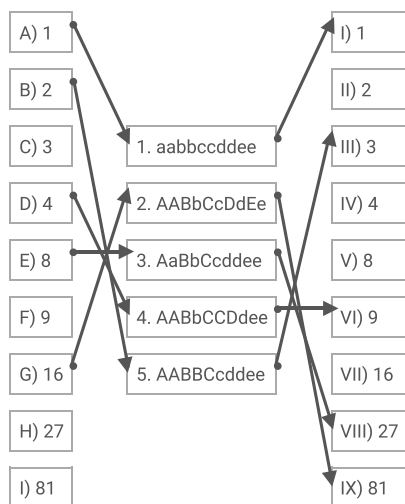 A) 1
B) 2
C) 3
D) 4
E) 8
F) 9
G) 16
H) 27
I) 81
1. aabbccddee
2. AABbCcDdEe
3. AaBbCcddee
4. AABbCCDdee
5. AABBCcddee
I) 1
II) 2
III) 3
IV) 4
V) 8
VI) 9
VII) 16
VIII) 27
IX) 81